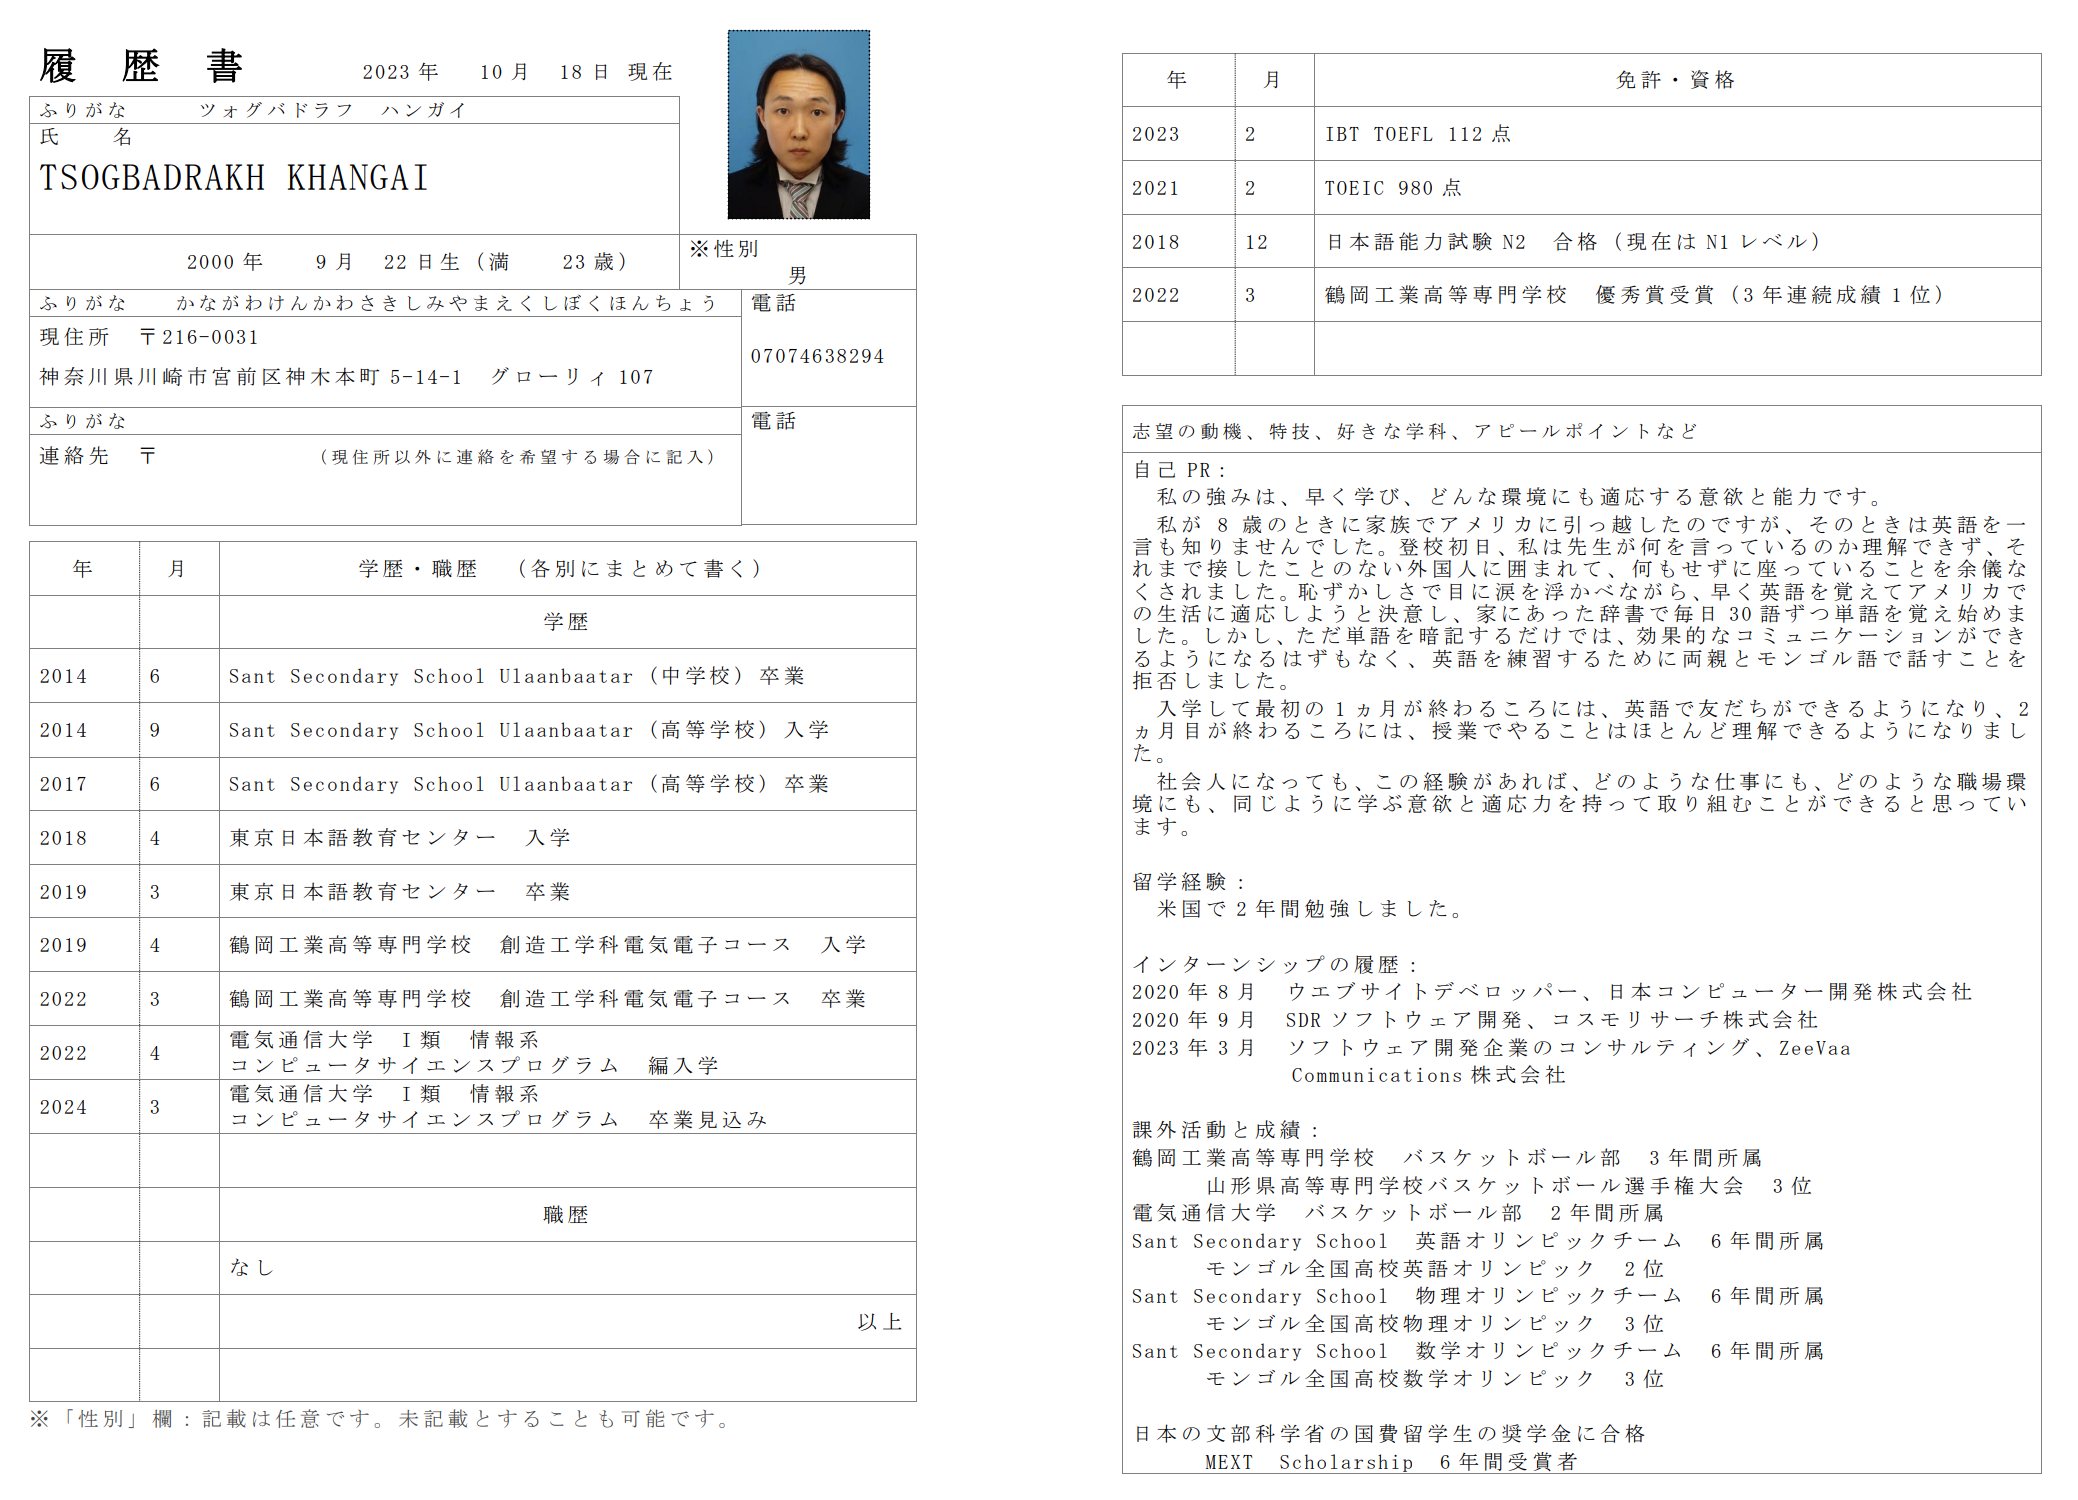 履 歴 書　2023 年　10 月　18 日 現在
ふりがな　ツォグバドラフ　ハンガイ
氏　名
TSOGBADRAKH KHANGAI
2000 年　9 月　22 日生（満　23 歳）
※性別
男
ふりがな　かながわけんかわさきしみやまえくしぼくほんちょう
電話
現住所　〒216-0031
07074638294
神奈川県川崎市宮前区神木本町 5-14-1　グローリィ 107
ふりがな
電話
連絡先　〒　（現住所以外に連絡を希望する場合に記入）
年　月　学歴・職歴　（各別にまとめて書く）
学歴
2014　6　Sant Secondary School Ulaanbaatar（中学校）卒業
2014　9　Sant Secondary School Ulaanbaatar（高等学校）入学
2017　6　Sant Secondary School Ulaanbaatar（高等学校）卒業
2018　4　東京日本語教育センター　入学
2019　3　東京日本語教育センター　卒業
2019　4　鶴岡工業高等専門学校　創造工学科電気電子コース　入学
2022　3　鶴岡工業高等専門学校　創造工学科電気電子コース　卒業
2022　4　電気通信大学　Ⅰ類　情報系
コンピュータサイエンスプログラム　編入学
2024　3　電気通信大学　Ⅰ類　情報系
コンピュータサイエンスプログラム　卒業見込み
職歴
なし
以上
※「性別」欄：記載は任意です。未記載とすることも可能です。
年　月　免許・資格
2023　2　IBT TOEFL 112 点
2021　2　TOEIC 980 点
2018　12　日本語能力試験 N2　合格（現在は N1 レベル）
2022　3　鶴岡工業高等専門学校　優秀賞受賞（3 年連続成績 1 位）
志望の動機、特技、好きな学科、アピールポイントなど
自己 PR：
私の強みは、早く学び、どんな環境にも適応する意欲と能力です。
私が 8 歳のときに家族でアメリカに引っ越したのですが、そのときは英語を一
言も知りませんでした。登校初日、私は先生が何を言っているのか理解できず、そ
れまで接したことのない外国人に囲まれて、何もせずに座っていることを余儀な
くされました。恥ずかしさで目に涙を浮かべながら、早く英語を覚えてアメリカで
の生活に適応しようと決意し、家にあった辞書で毎日 30 語ずつ単語を覚え始めま
した。しかし、ただ単語を暗記するだけでは、効果的なコミュニケーションができ
るようになるはずもなく、英語を練習するために両親とモンゴル語で話すことを
拒否しました。
入学して最初の 1 ヵ月が終わるころには、英語で友だちができるようになり、2
ヵ月目が終わるころには、授業でやることはほとんど理解できるようになりまし
た。
社会人になっても、この経験があれば、どのような仕事にも、どのような職場環
境にも、同じように学ぶ意欲と適応力を持って取り組むことができると思ってい
ます。
留学経験：
米国で 2 年間勉強しました。
インターンシップの履歴：
2020 年 8 月　ウエブサイトデベロッパー、日本コンピューター開発株式会社
2020 年 9 月　SDR ソフトウェア開発、コスモリサーチ株式会社
2023 年 3 月　ソフトウェア開発企業のコンサルティング、ZeeVaa
Communications 株式会社
課外活動と成績：
鶴岡工業高等専門学校　バスケットボール部　3 年間所属
山形県高等専門学校バスケットボール選手権大会　3 位
電気通信大学　バスケットボール部　2 年間所属
Sant Secondary School　英語オリンピックチーム　6 年間所属
モンゴル全国高校英語オリンピック　2 位
Sant Secondary School　物理オリンピックチーム　6 年間所属
モンゴル全国高校物理オリンピック　3 位
Sant Secondary School　数学オリンピックチーム　6 年間所属
モンゴル全国高校数学オリンピック　3 位
日本の文部科学省の国費留学生の奨学金に合格
MEXT　Scholarship　6 年間受賞者